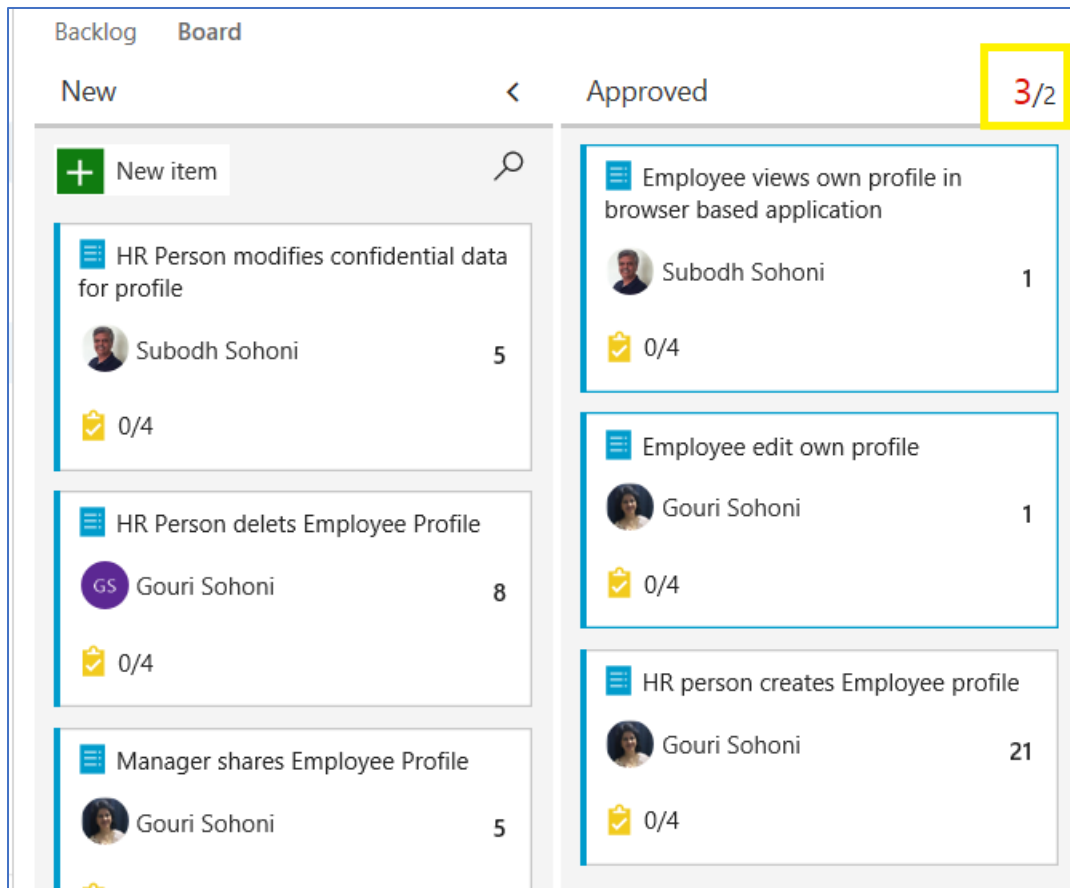 Backlog Board
New
New item
HR Person modifies confidential data
for profile
Subodh Sohoni
5
0/4
HR Person delets Employee Profile
GS Gouri Sohoni
8
0/4
Manager shares Employee Profile
Gouri Sohoni
5
Approved
3/2
Employee views own profile in
browser based application
Subodh Sohoni
1
0/4
Employee edit own profile
Gouri Sohoni
1
0/4
HR person creates Employee profile
Gouri Sohoni
21
0/4